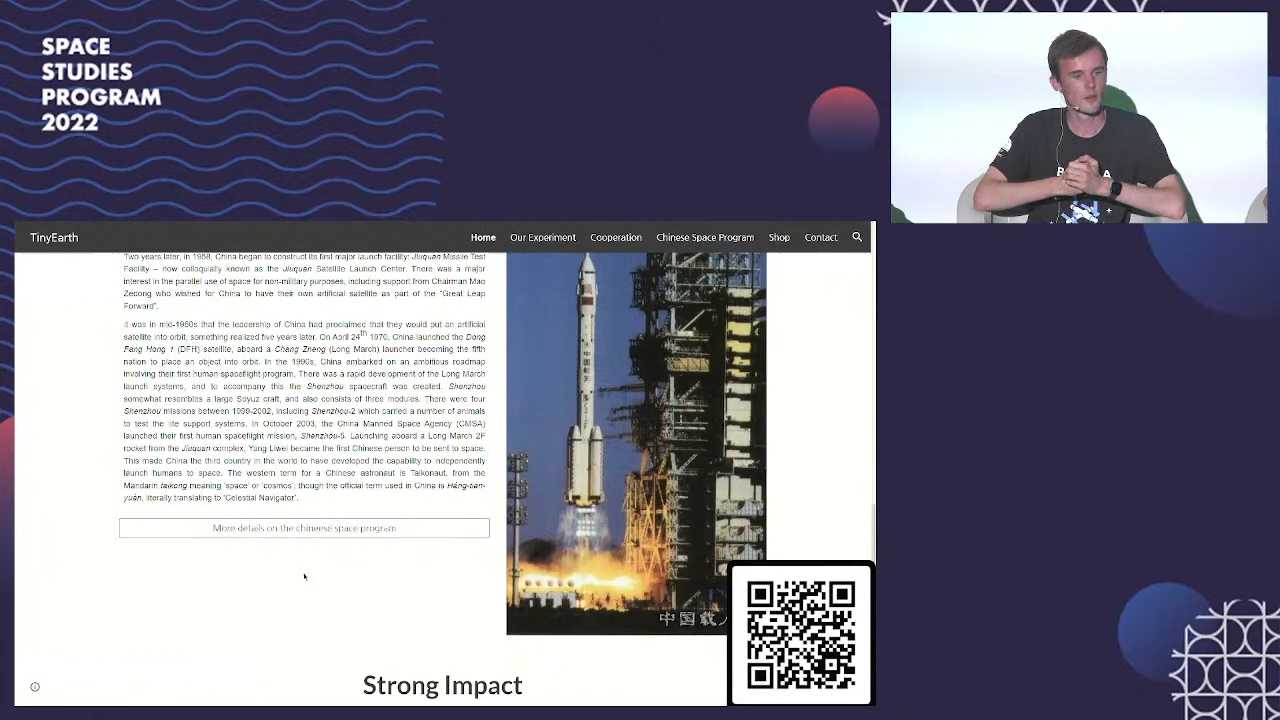 SPACE
STUDIES
PROGRAM
2022
TinyEarth
Home Our Experiment Cooperation Chinese Space Program Shop Contact
Two years later, in 1958, China began to construct its first major launch facility: Jiuquan Missile Test
Facility – now colloquially known as the Jiuquan Satellite Launch Center. There was a major
interest in the parallel use of space for non-military purposes, including support from Chairman Mao
Zedong who wished for China to have their own artificial satellite as part of the “Great Leap
Forward”.
It was in mid-1960s that the leadership of China had proclaimed that they would put an artificial
satellite into orbit; something realized five years later. On April 24th 1970, China launched the Dong
Fang Hong 1 (DFH) satellite, aboard a Chang Zheng (Long March) launcher becoming the fifth
nation to place an object into orbit. In the 1990s, China embarked on an ambitious roadmap
involving their first human spaceflight program. There was a rapid development of the Long March
launch systems, and to accompany this the Shenzhou spacecraft was created. Shenzhou
somewhat resembles a large Soyuz craft, and also consists of three modules. There were four
Shenzhou missions between 1999-2002, including Shenzhou-2 which carried a number of animals
to test the life support systems. In October 2003, the China Manned Space Agency (CMSA)
launched their first human spaceflight mission, Shenzhou-5. Launching aboard a Long March 2F
rocket from the Jiuquan complex, Yang Liwei became the first Chinese person to be sent to space.
This made China the third country in the world to have developed the capability to independently
launch humans to space. The western term for a Chinese astronaut is Taikonaut, from the
Mandarin taikong meaning ‘space’ or ‘cosmos’; though the official term used in China is Háng-tiān-
yuán, literally translating to ‘Celestial Navigator’.
More details on the chineerse space program
中国航天
中国载
Strong Impact